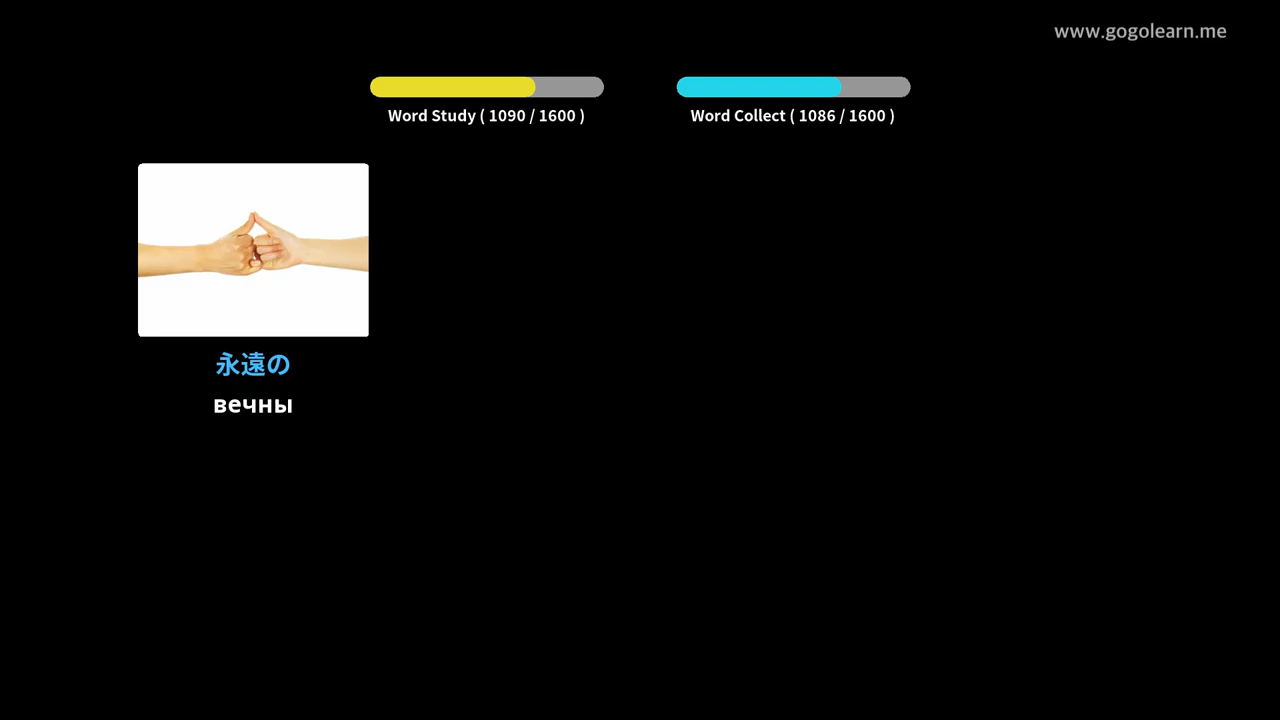 www.gogolearn.me
Word Study ( 1090 / 1600 )
Word Collect ( 1086 / 1600 )
永遠の
вечны